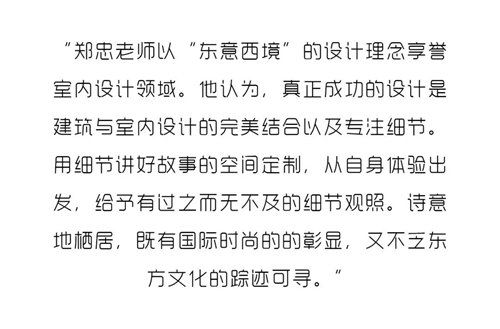 “郑忠老师以“东意西境”的设计理念享誉
室内设计领域。他认为，真正成功的设计是
建筑与室内设计的完美结合以及专注细节。
用细节讲好故事的空间定制，从自身体验出
发，给予有过之而无不及的细节观照。诗意
地栖居，既有国际时尚的的彰显，又不乏东
方文化的踪迹可寻。”